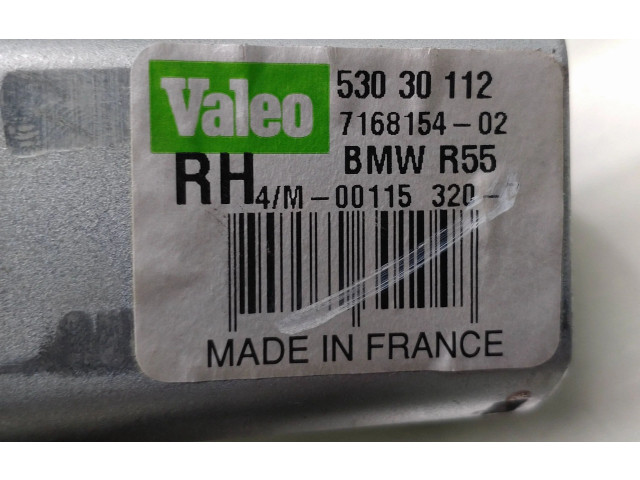 Valeo 530 30 112
7168154-02
RH BMW R55
4/M-00115 320-
MADE IN FRANCE